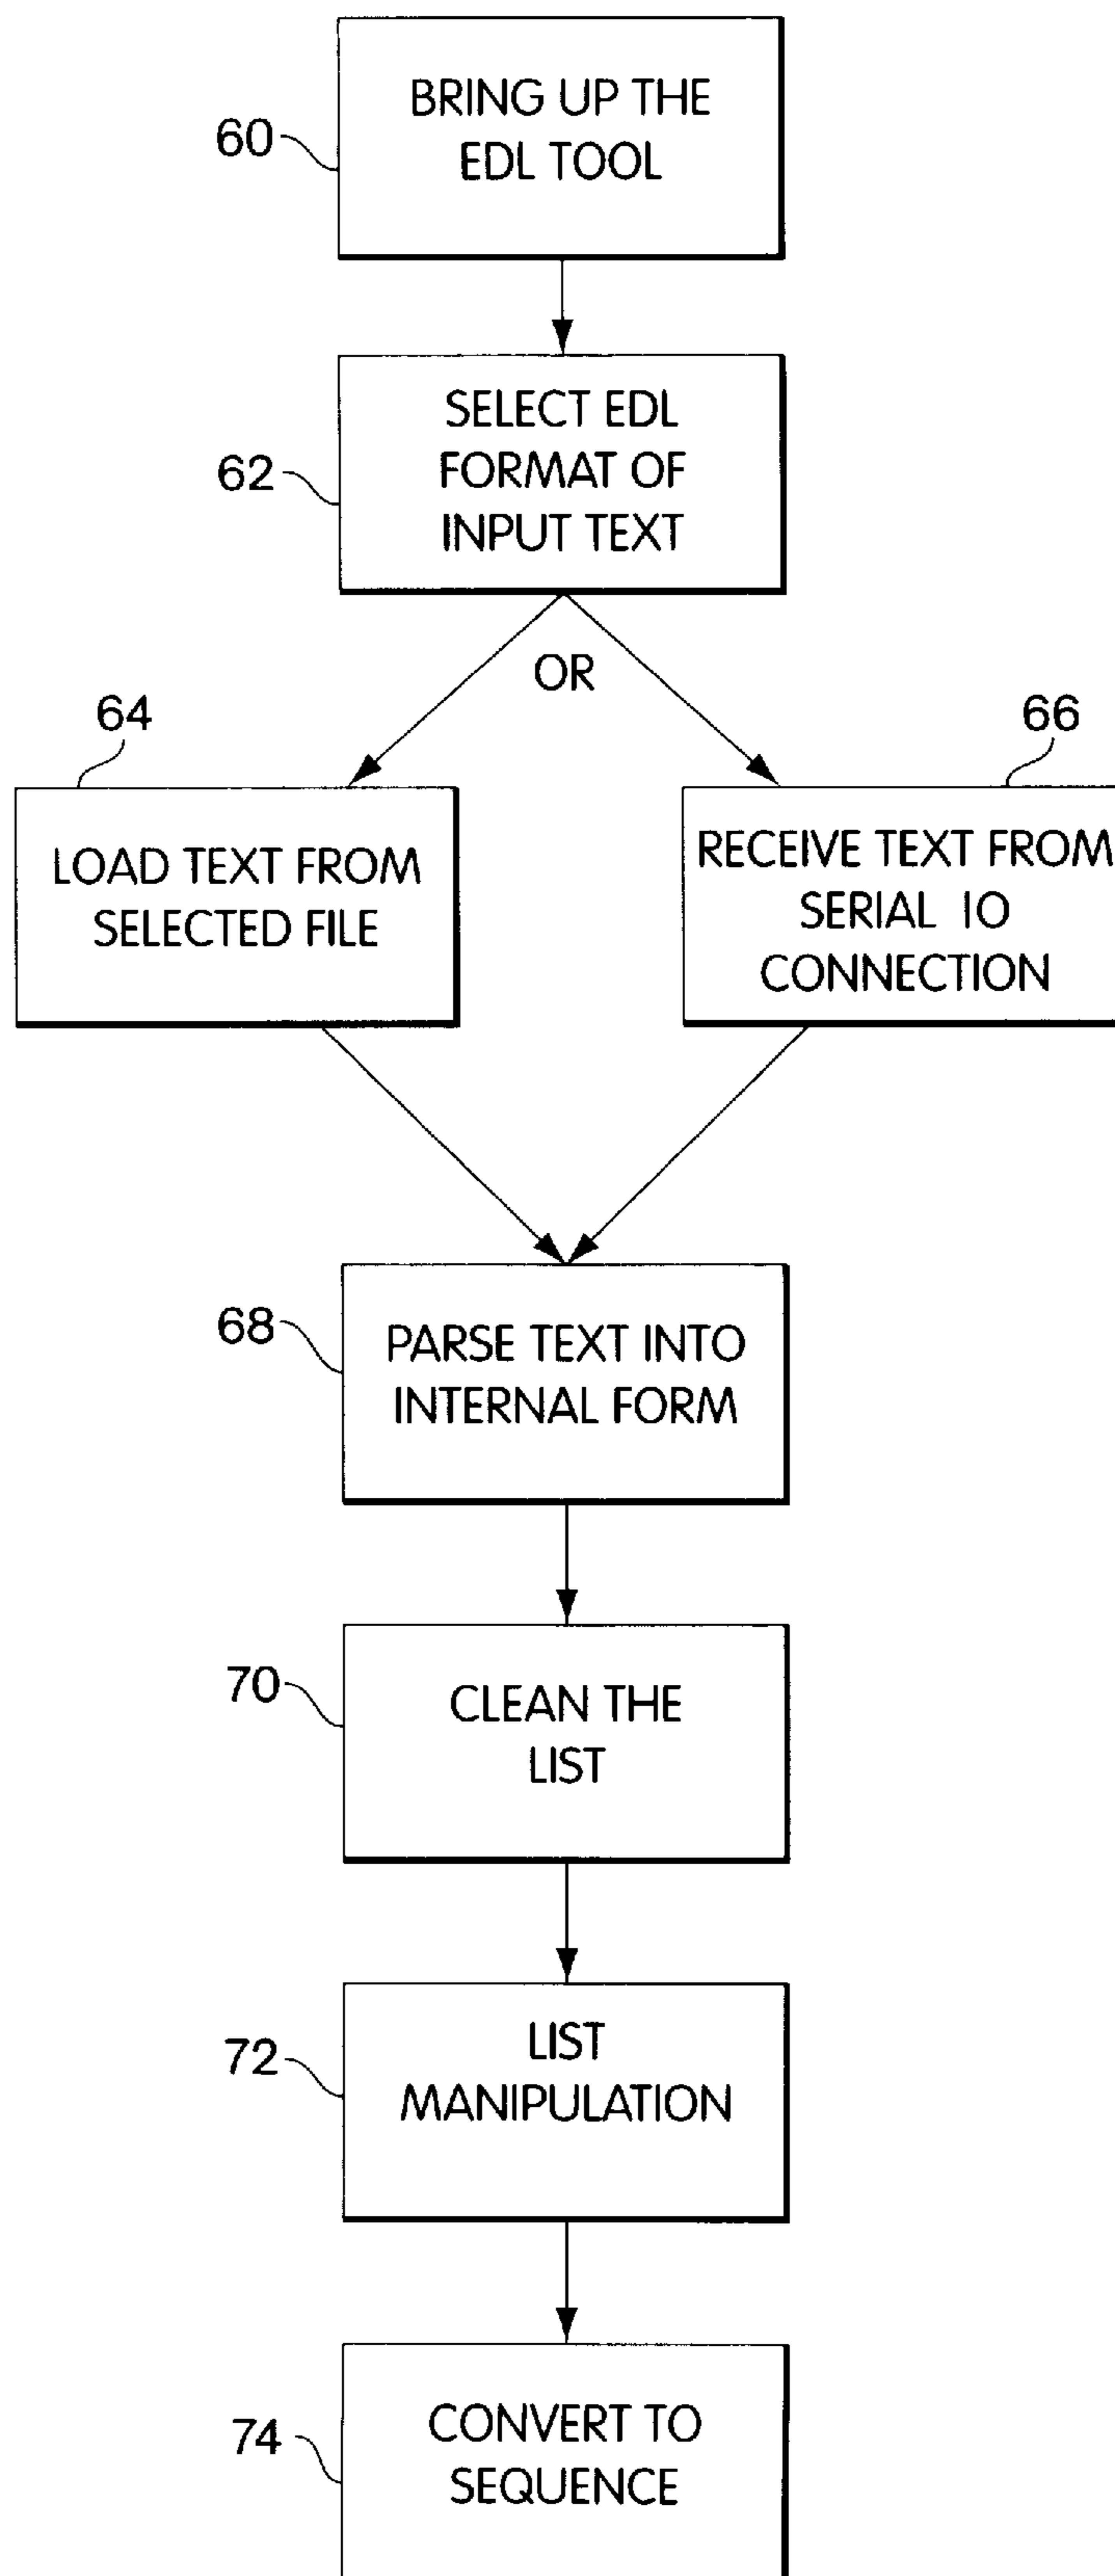 BRING UP THE
EDL TOOL
60
SELECT EDL
FORMAT OF
INPUT TEXT
62
OR
64
66
LOAD TEXT FROM
SELECTED FILE
RECEIVE TEXT FROM
SERIAL IO
CONNECTION
68
PARSE TEXT INTO
INTERNAL FORM
70
CLEAN THE
LIST
72
LIST
MANIPULATION
74
CONVERT TO
SEQUENCE